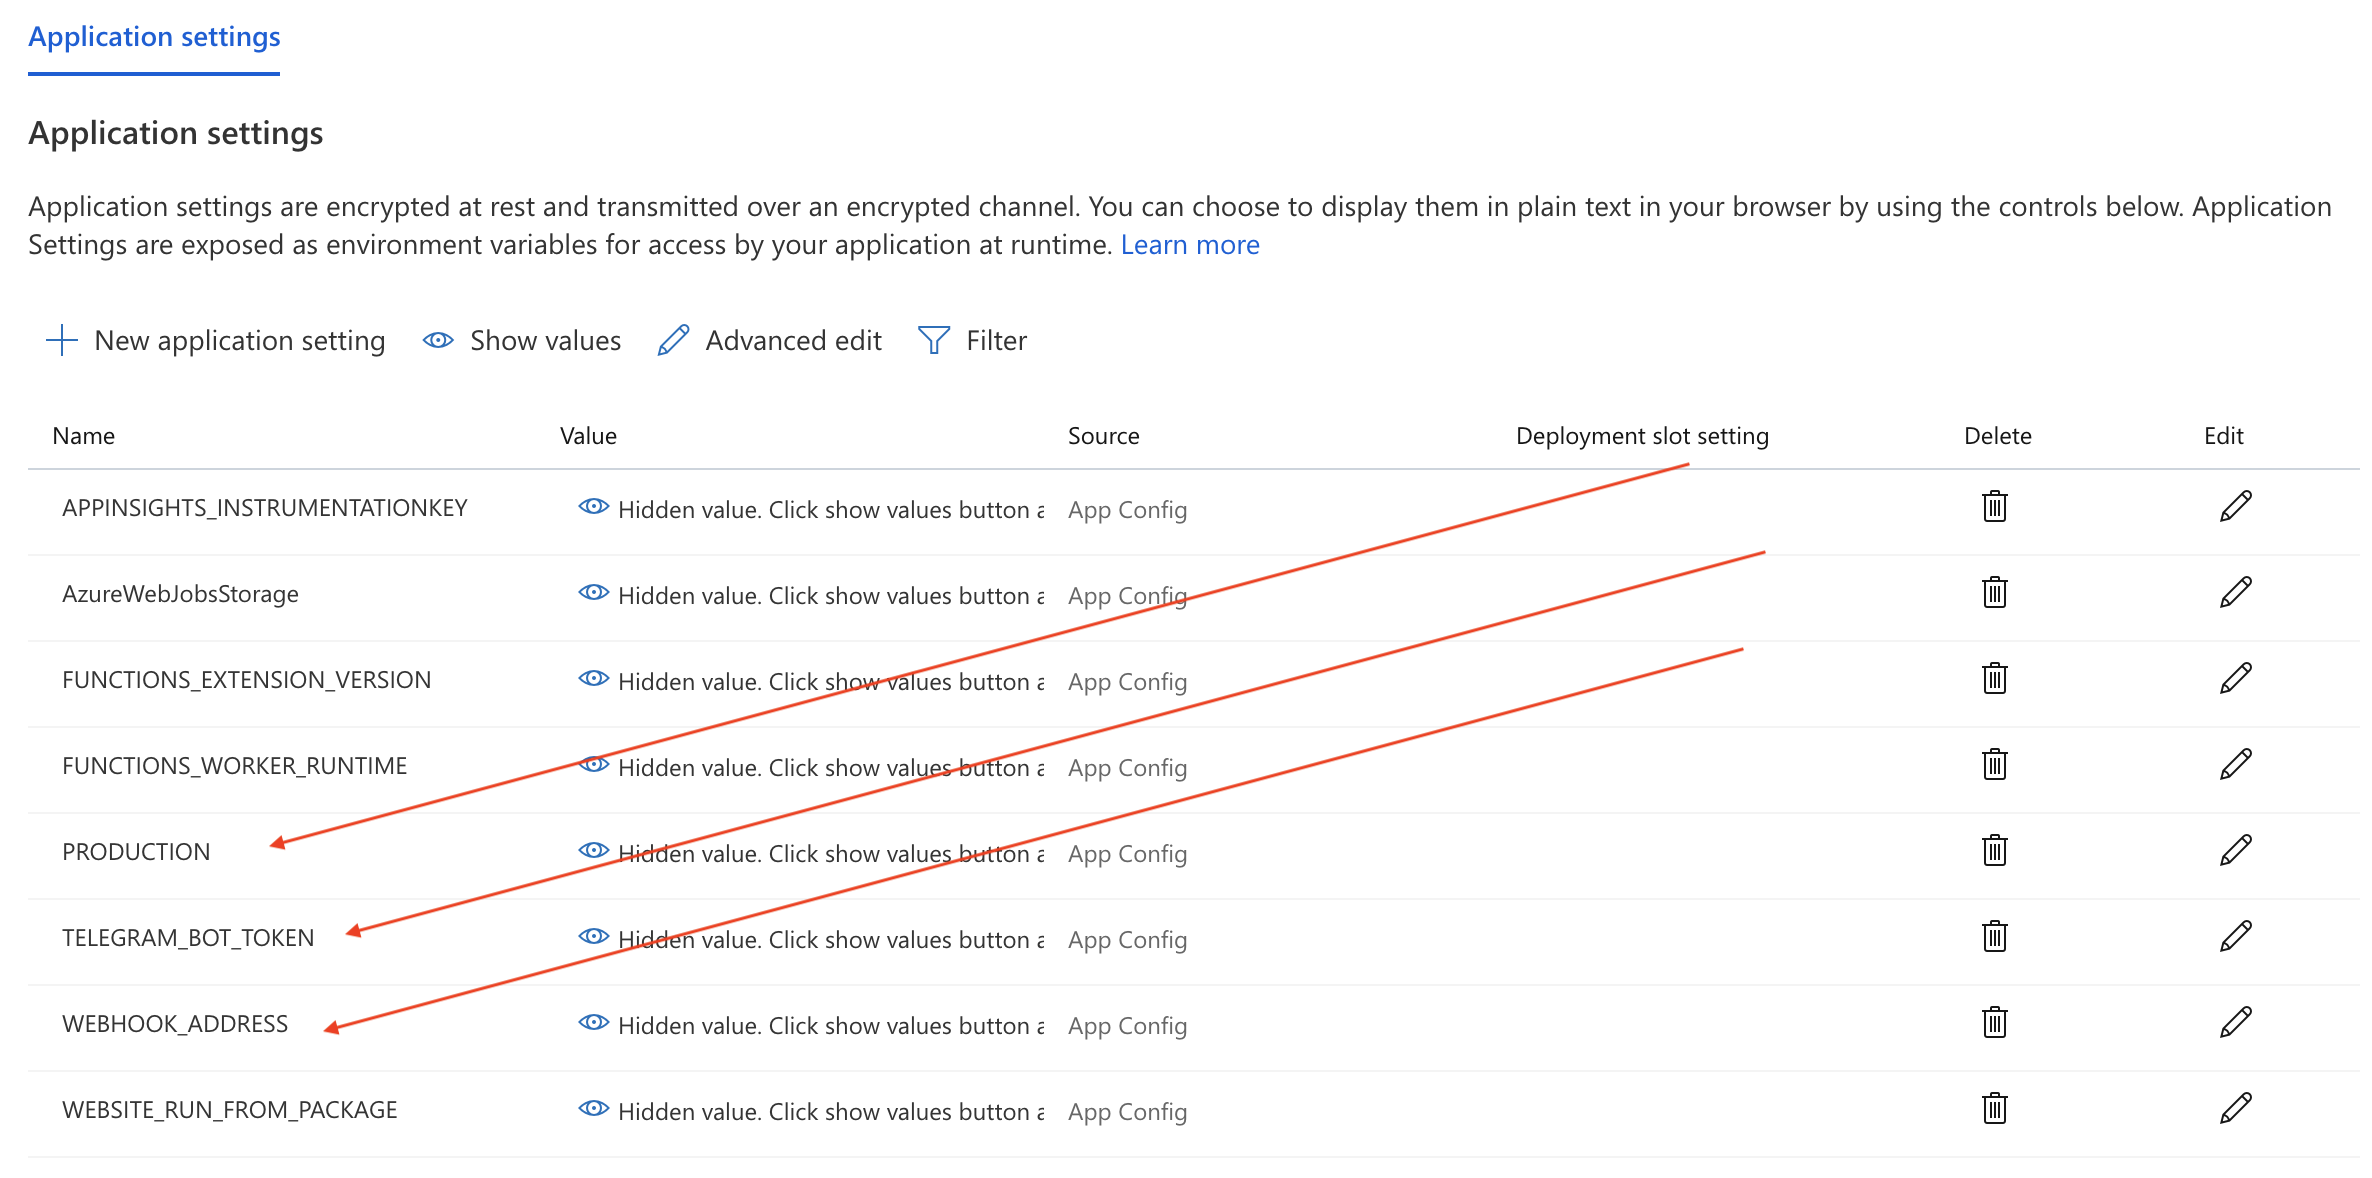 Application settings
Application settings
Application settings are encrypted at rest and transmitted over an encrypted channel. You can choose to display them in plain text in your browser by using the controls below. Application
Settings are exposed as environment variables for access by your application at runtime. Learn more
New application setting Show values Advanced edit Filter
Name Value Source Deployment slot setting Delete Edit
APPINSIGHTS_INSTRUMENTATIONKEY Hidden value. Click show values button a App Config
AzureWebJobsStorage Hidden value. Click show values button a App Config
FUNCTIONS_EXTENSION_VERSION Hidden value. Click show values button a App Config
FUNCTIONS_WORKER_RUNTIME Hidden value. Click show values button a App Config
PRODUCTION Hidden value. Click show values button a App Config
TELEGRAM_BOT_TOKEN Hidden value. Click show values button a App Config
WEBHOOK_ADDRESS Hidden value. Click show values button a App Config
WEBSITE_RUN_FROM_PACKAGE Hidden value. Click show values button a App Config